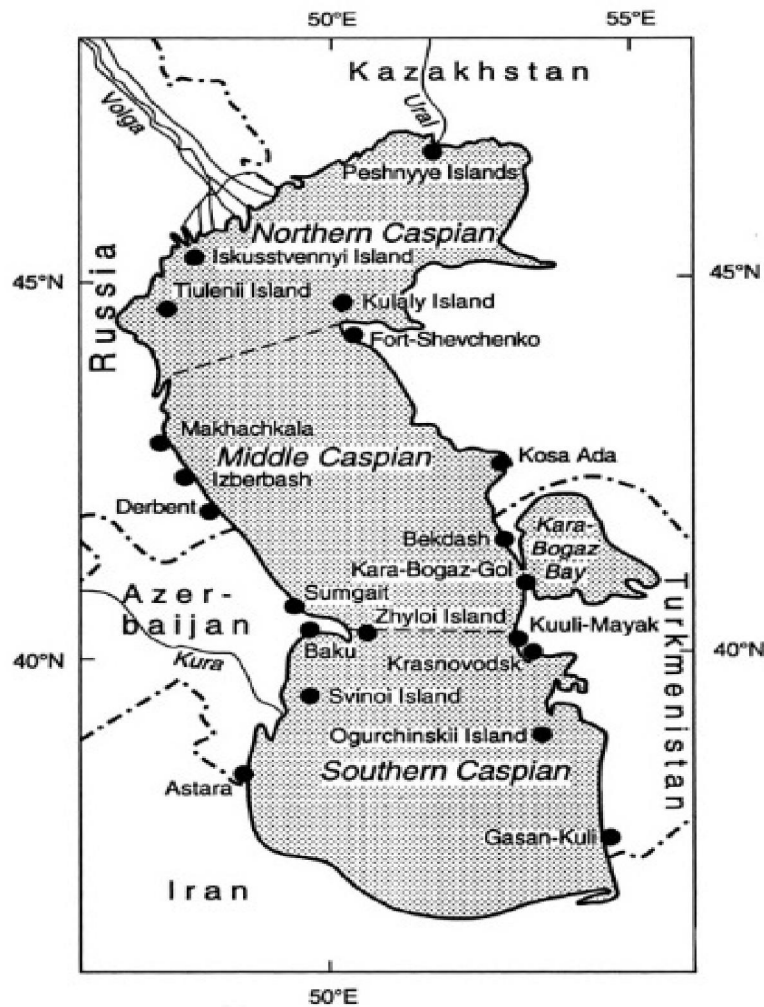 50°E
55°E
Kazakhstan
Volga
Ural
Peshnyye Islands
Northern Caspian
Iskusstvennyi Island
45°N
45°N
Tiulenii Island
Kulaly Island
Russia
Fort-Shevchenko
Makhachkala
Middle Caspian
Kosa Ada
Izberbash
Derbent
Bekdash
Kara-
Bogaz
Bay
Kara-Bogaz-Gol
Azer-
baijan
Sumgait
Zhyloi Island
Kuuli-Mayak
Turkmenistan
Baku
Krasnovodsk
40°N
40°N
Kura
Svinoi Island
Ogurchinskii Island
Southern Caspian
Astara
Gasan-Kuli
Iran
50°E